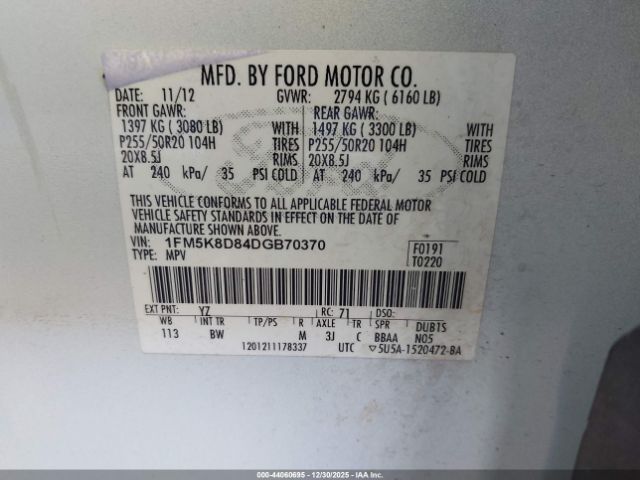 MFD. BY FORD MOTOR CO.
DATE: 11/12 GVWR: 2794 KG ( 6160 LB)
FRONT GAWR: REAR GAWR:
1397 KG ( 3080 LB) WITH 1497 KG ( 3300 LB) WITH
P255/50R20 104H TIRES P255/50R20 104H TIRES
20X8.5J RIMS 20X8.5J RIMS
AT 240 kPa/ 35 PSI COLD AT 240 kPa/ 35 PSI COLD
THIS VEHICLE CONFORMS TO ALL APPLICABLE FEDERAL MOTOR
VEHICLE SAFETY STANDARDS IN EFFECT ON THE DATE OF
MANUFACTURE SHOWN ABOVE.
VIN: 1FM5K8D84DGB70370 F0191
TYPE: MPV T0220
EXT PNT: YZ RC: 71 DSO:
WB INT TR TP/PS R AXLE TR SPR DUB1S
113 BW M 3J C BBAA N05
1201211178337 UTC ▽5U5A-1520472-BA
000-44060695 - 12/30/2025 - IAA, Inc.